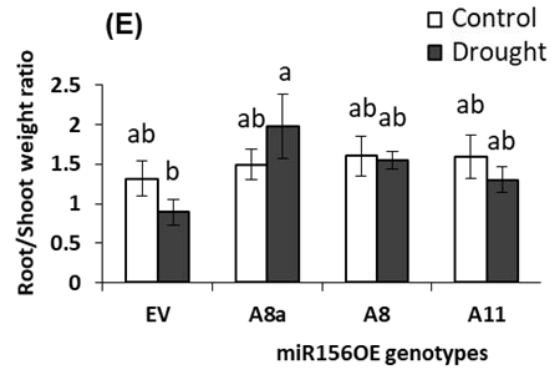 (E)
Control
Drought
Root/Shoot weight ratio
2.5
2
1.5
1
0.5
0
ab
b
ab
a
ab
ab
ab
ab
EV
A8a
A8
A11
miR156OE genotypes